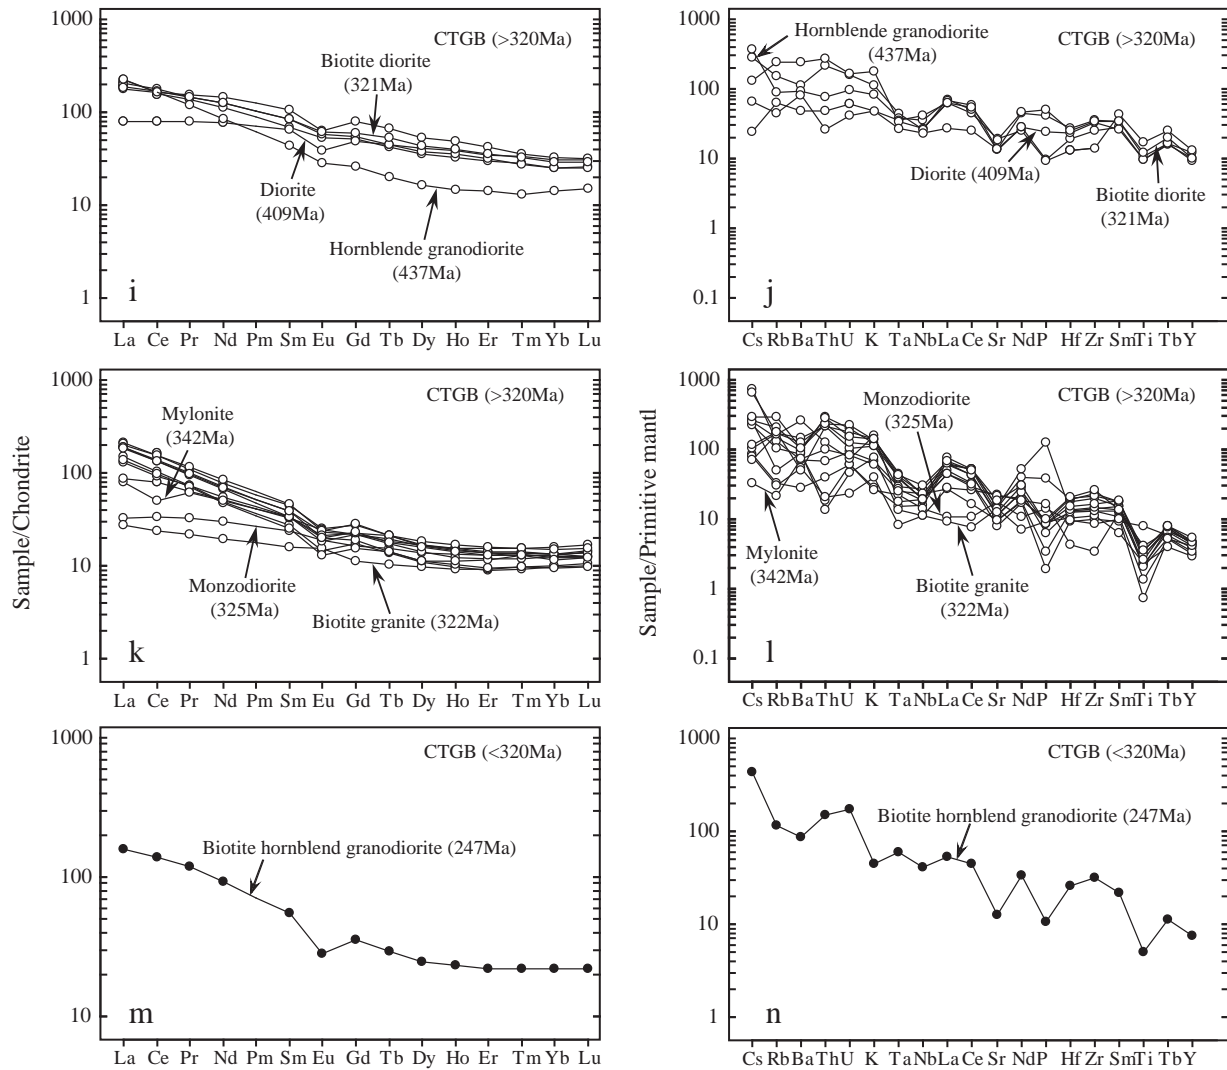 1000
100
10
1
CTGB (>320Ma)
Biotite diorite
(321Ma)
Diorite
(409Ma)
Hornblende granodiorite
(437Ma)
i
La Ce Pr Nd Pm Sm Eu Gd Tb Dy Ho Er Tm Yb Lu
1000
100
10
1
0.1
CTGB (>320Ma)
Hornblende granodiorite
(437Ma)
Diorite (409Ma)
Biotite diorite
(321Ma)
j
Cs Rb Ba Th U K Ta Nb La Ce Sr Nd P Hf Zr Sm Ti Tb Y
Sample/Chondrite
1000
100
10
1
CTGB (>320Ma)
Mylonite
(342Ma)
Monzodiorite
(325Ma)
Biotite granite (322Ma)
k
La Ce Pr Nd Pm Sm Eu Gd Tb Dy Ho Er Tm Yb Lu
Sample/Primitive mantl
1000
100
10
1
0.1
CTGB (>320Ma)
Monzodiorite
(325Ma)
Mylonite
(342Ma)
Biotite granite
(322Ma)
l
Cs Rb Ba Th U K Ta Nb La Ce Sr Nd P Hf Zr Sm Ti Tb Y
1000
100
10
CTGB (<320Ma)
Biotite hornblend granodiorite (247Ma)
m
La Ce Pr Nd Pm Sm Eu Gd Tb Dy Ho Er Tm Yb Lu
1000
100
10
1
CTGB (<320Ma)
Biotite hornblend granodiorite (247Ma)
n
Cs Rb Ba Th U K Ta Nb La Ce Sr Nd P Hf Zr Sm Ti Tb Y